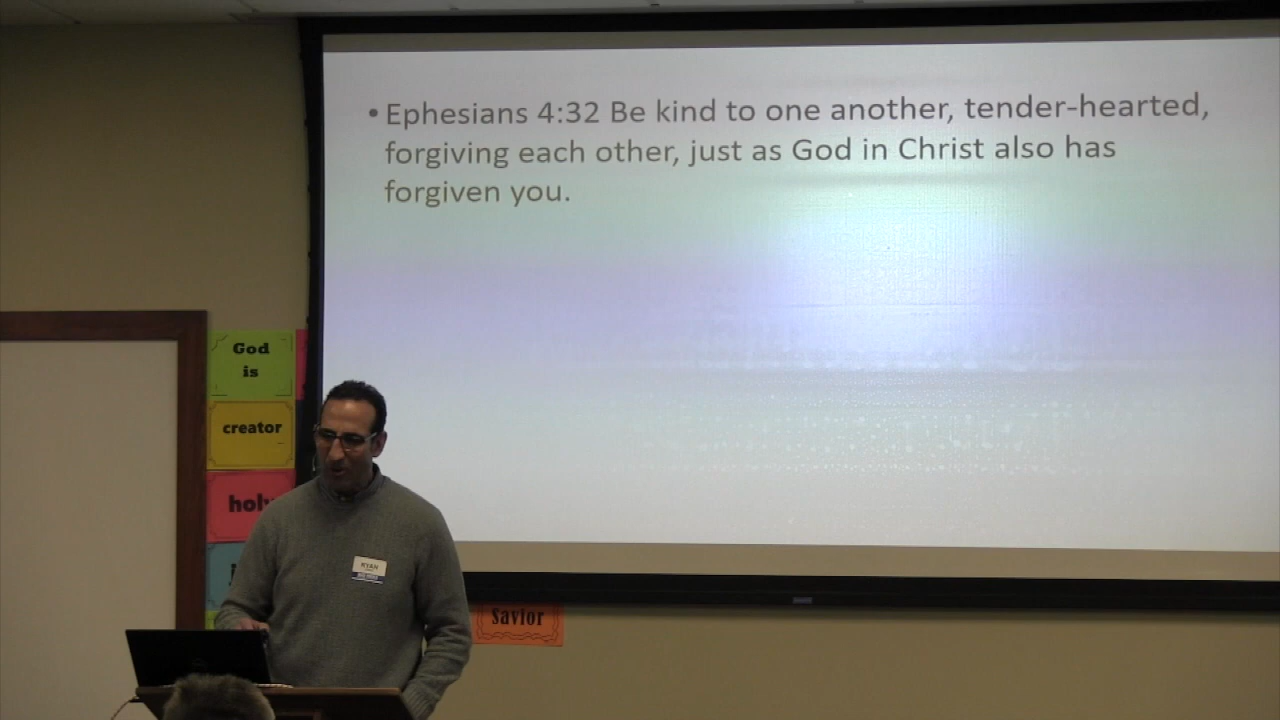 • Ephesians 4:32 Be kind to one another, tender-hearted,
forgiving each other, just as God in Christ also has
forgiven you.
God
is
creator
holy
RYAN
Savior